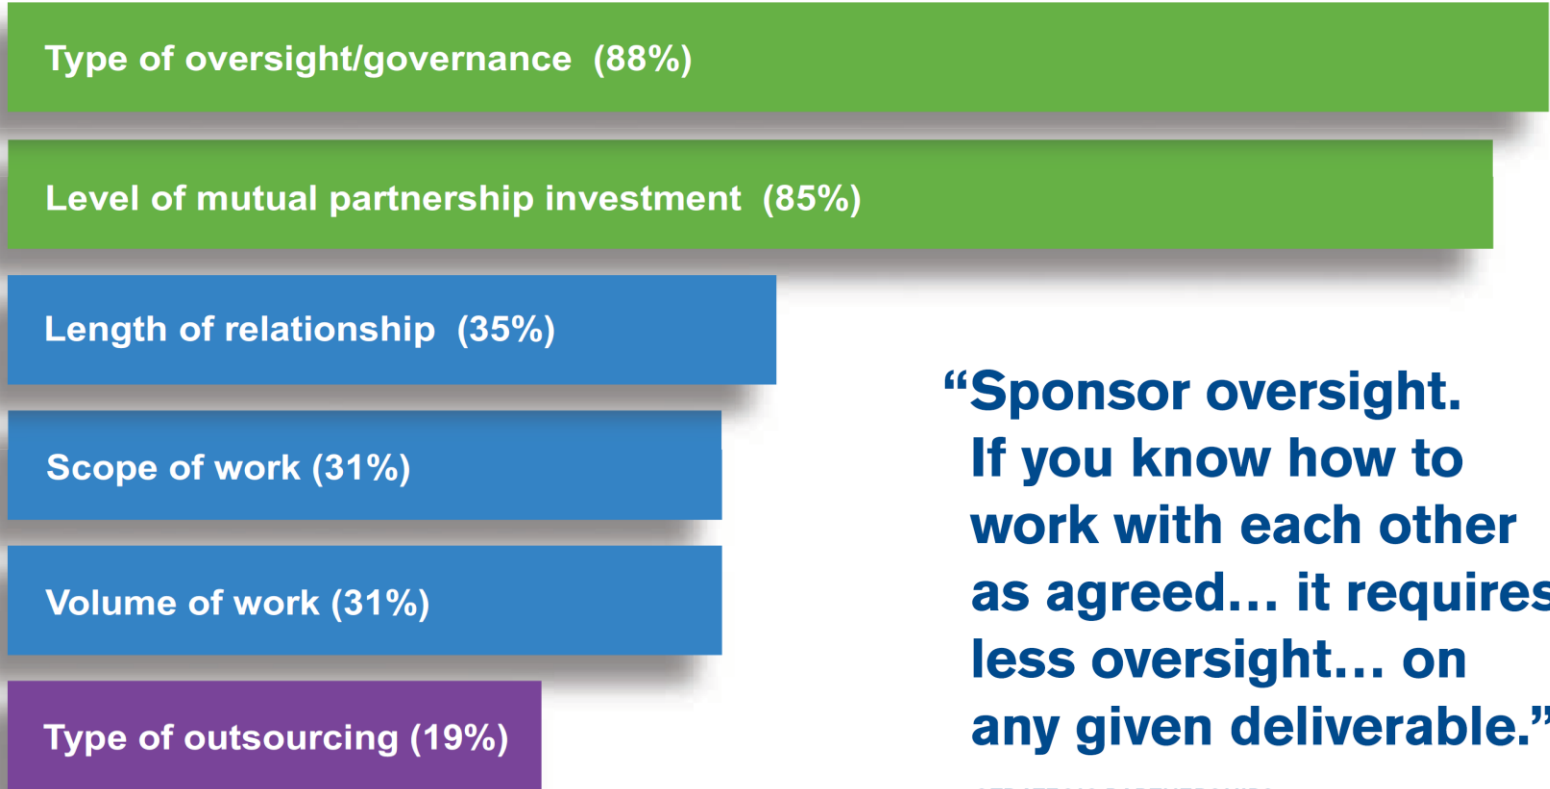 Type of oversight/governance (88%)
Level of mutual partnership investment (85%)
Length of relationship (35%)
Scope of work (31%)
Volume of work (31%)
Type of outsourcing (19%)
“Sponsor oversight.
If you know how to
work with each other
as agreed… it requires
less oversight… on
any given deliverable.”